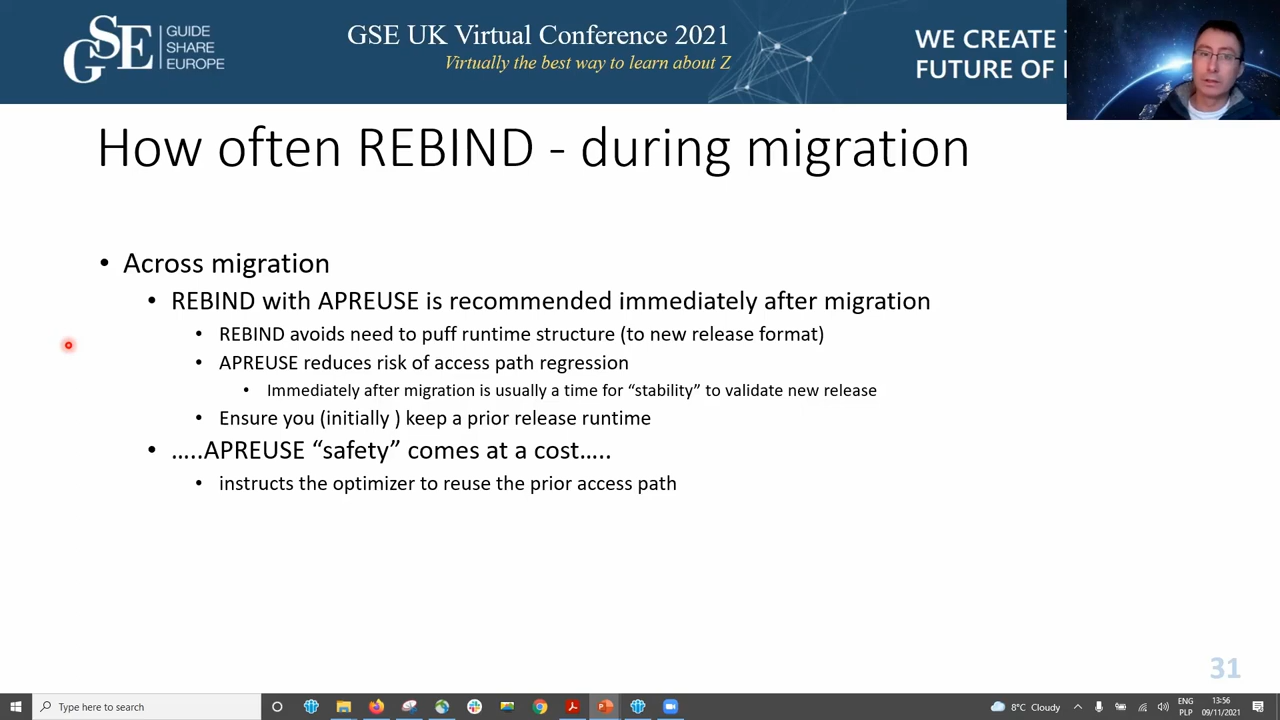 GSE
GUIDE
SHARE
EUROPE
GSE UK Virtual Conference 2021
Virtually the best way to learn about Z
WE CREATE
FUTURE OF
How often REBIND - during migration
• Across migration
• REBIND with APREUSE is recommended immediately after migration
• REBIND avoids need to puff runtime structure (to new release format)
• APREUSE reduces risk of access path regression
• Immediately after migration is usually a time for “stability” to validate new release
• Ensure you (initially ) keep a prior release runtime
• …..APREUSE “safety” comes at a cost…..
• instructs the optimizer to reuse the prior access path
31
Type here to search
8°C Cloudy
ENG
PLP
13:56
09/11/2021